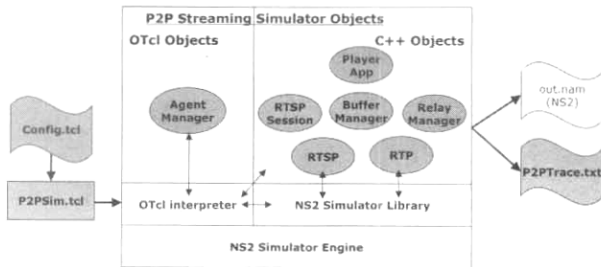 P2P Streaming Simulator Objects
OTcl Objects
C++ Objects
Player
App
Agent
Manager
RTSP
Session
Buffer
Manager
Relay
Manager
RTSP
RTP
Config.tcl
P2PSim.tcl
OTcl interpreter
NS2 Simulator Library
NS2 Simulator Engine
out.nam
(NS2)
P2PTrace.txt